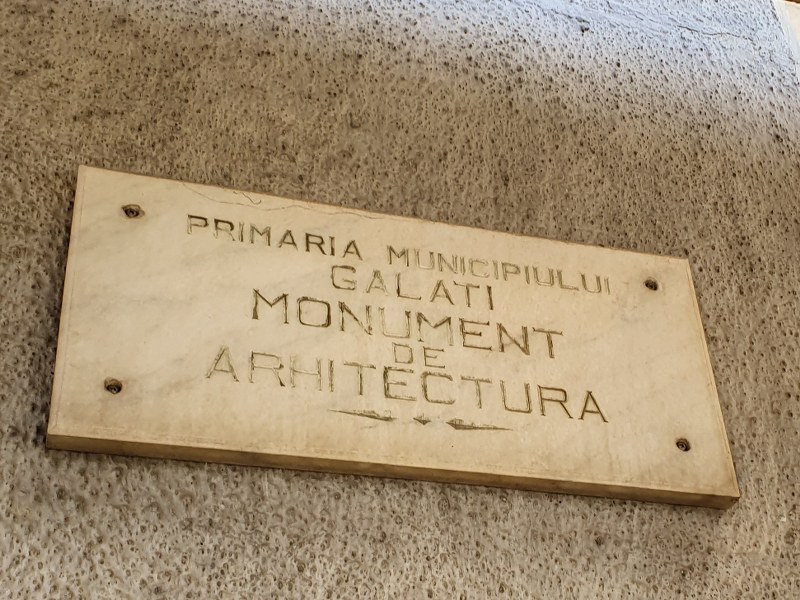 PRIMARIA MUNICIPIULUI
GALATI
MONUMENT
DE
ARHITECTURA